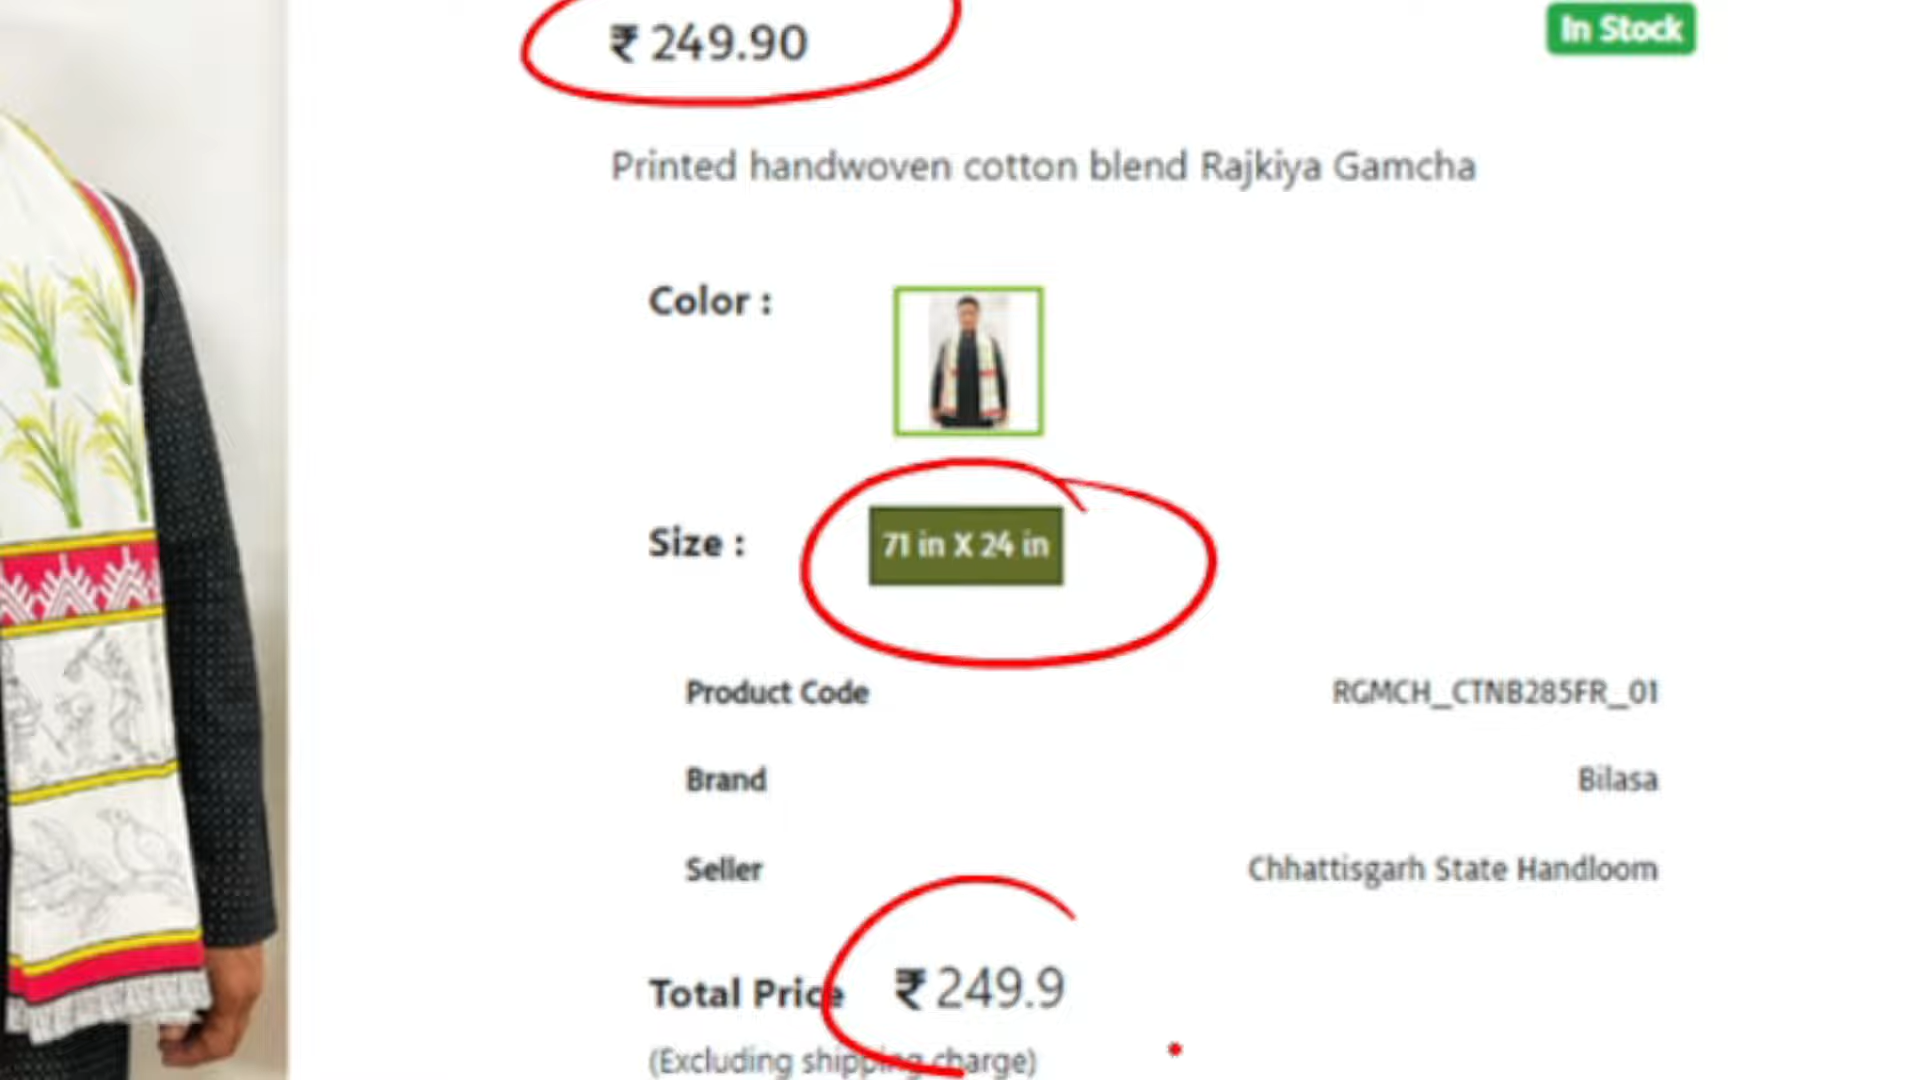 ₹ 249.90
In Stock
Printed handwoven cotton blend Rajkiya Gamcha
Color :
Size :
71 in X 24 in
Product Code
RGMCH_CTNB285FR_01
Brand
Bilasa
Seller
Chhattisgarh State Handloom
Total Price
₹ 249.9
(Excluding shipping charge)